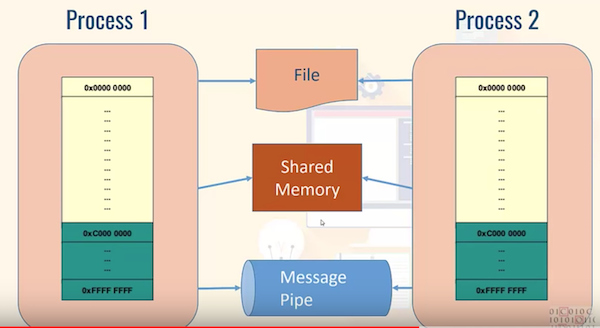 Process 1
Process 2
0x0000 0000
...
...
...
...
...
...
...
...
...
0xC000 0000
...
...
...
0xFFFF FFFF
File
Shared
Memory
Message
Pipe
0x0000 0000
...
...
...
...
...
...
...
...
...
0xC000 0000
...
...
...
0xFFFF FFFF